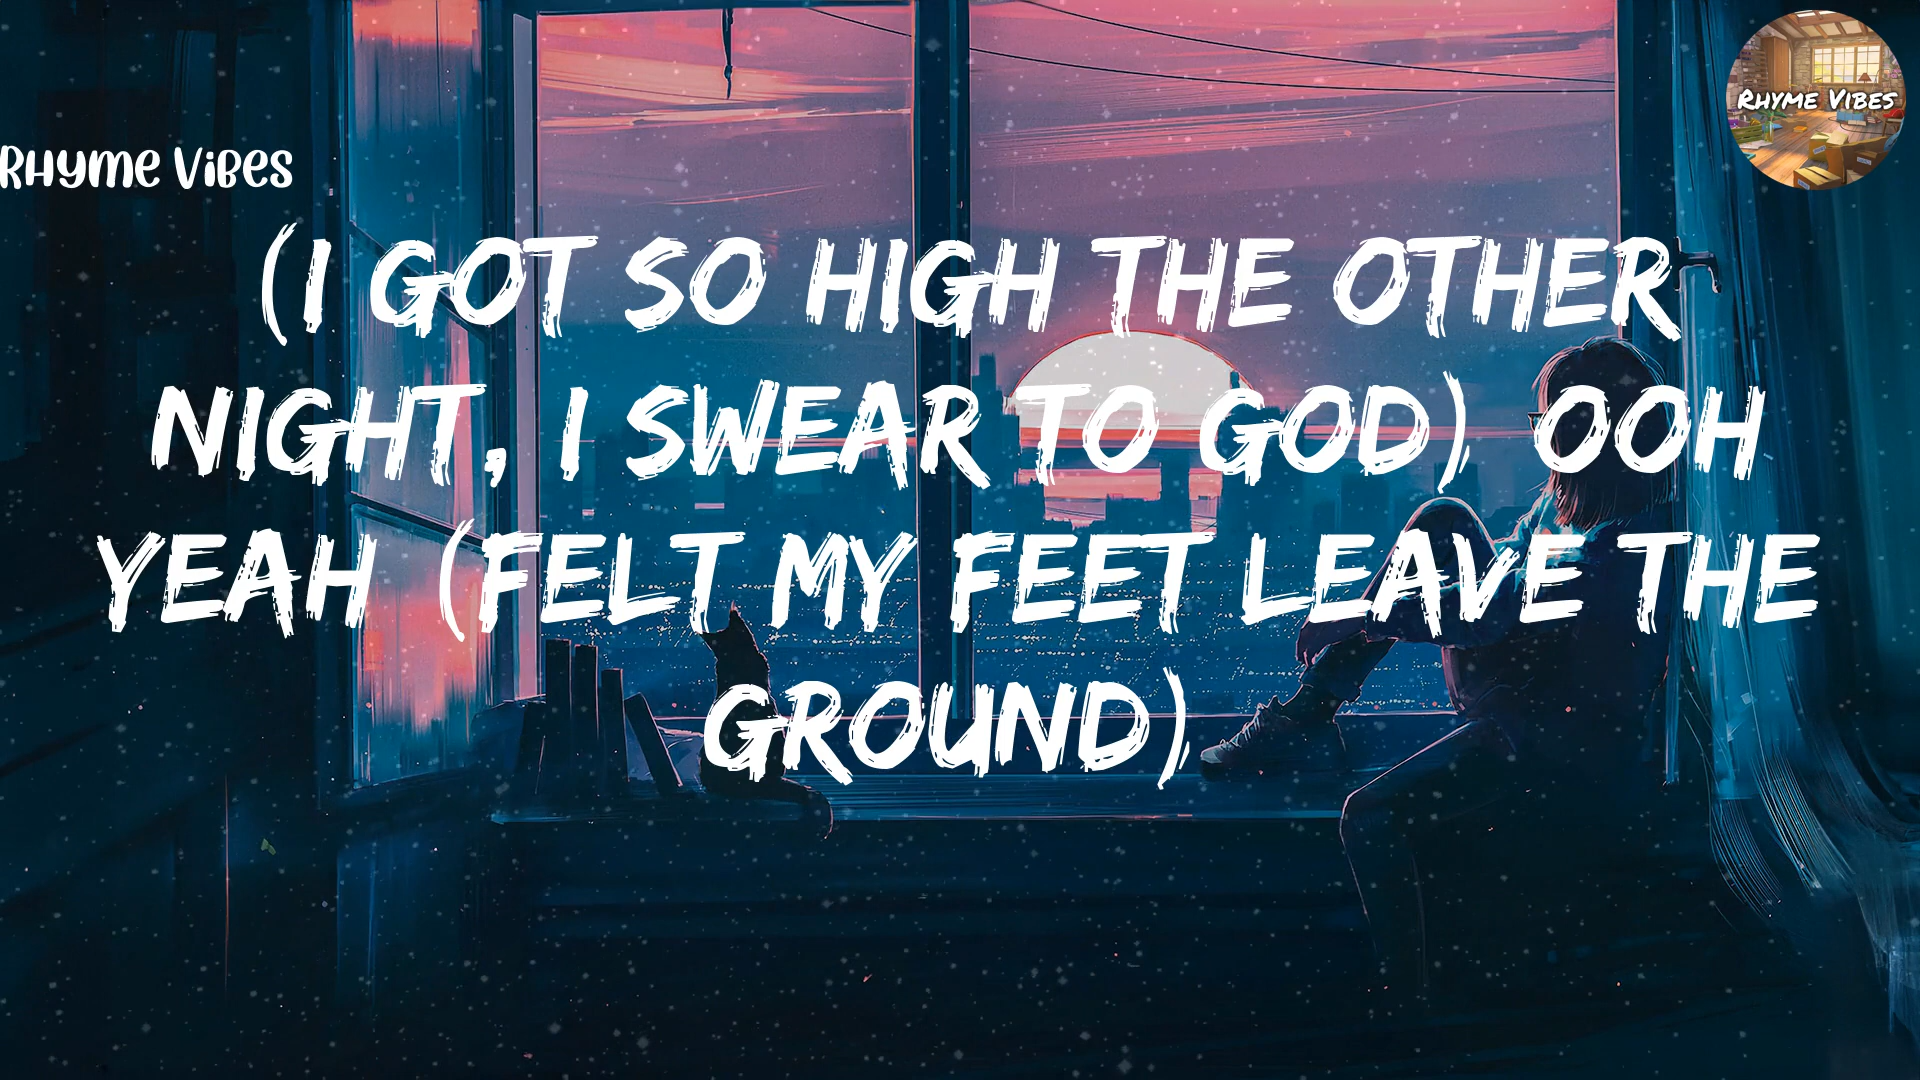 Rhyme Vibes
Rhyme Vibes
(I GOT SO HIGH THE OTHER
NIGHT, I SWEAR TO GOD) OOH
YEAH (FELT MY FEET LEAVE THE
GROUND)